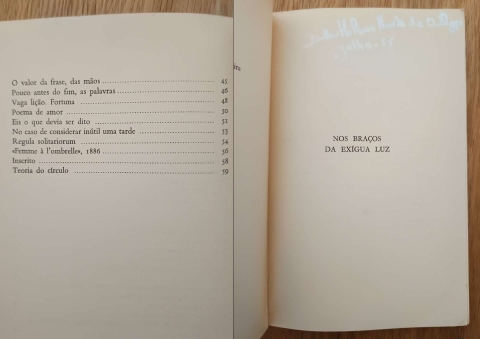 O valor da frase, das mãos 45
Pouco antes do fim, as palavras 46
Vaga lição. Fortuna 48
Poema de amor 50
Eis o que devia ser dito 51
No caso de considerar inútil uma tarde 53
Regula solitariorum 54
«Femme à l'ombrelle», 1886 56
Inscrito 58
Teoria do círculo 59
NOS BRAÇOS
DA EXÍGUA LUZ